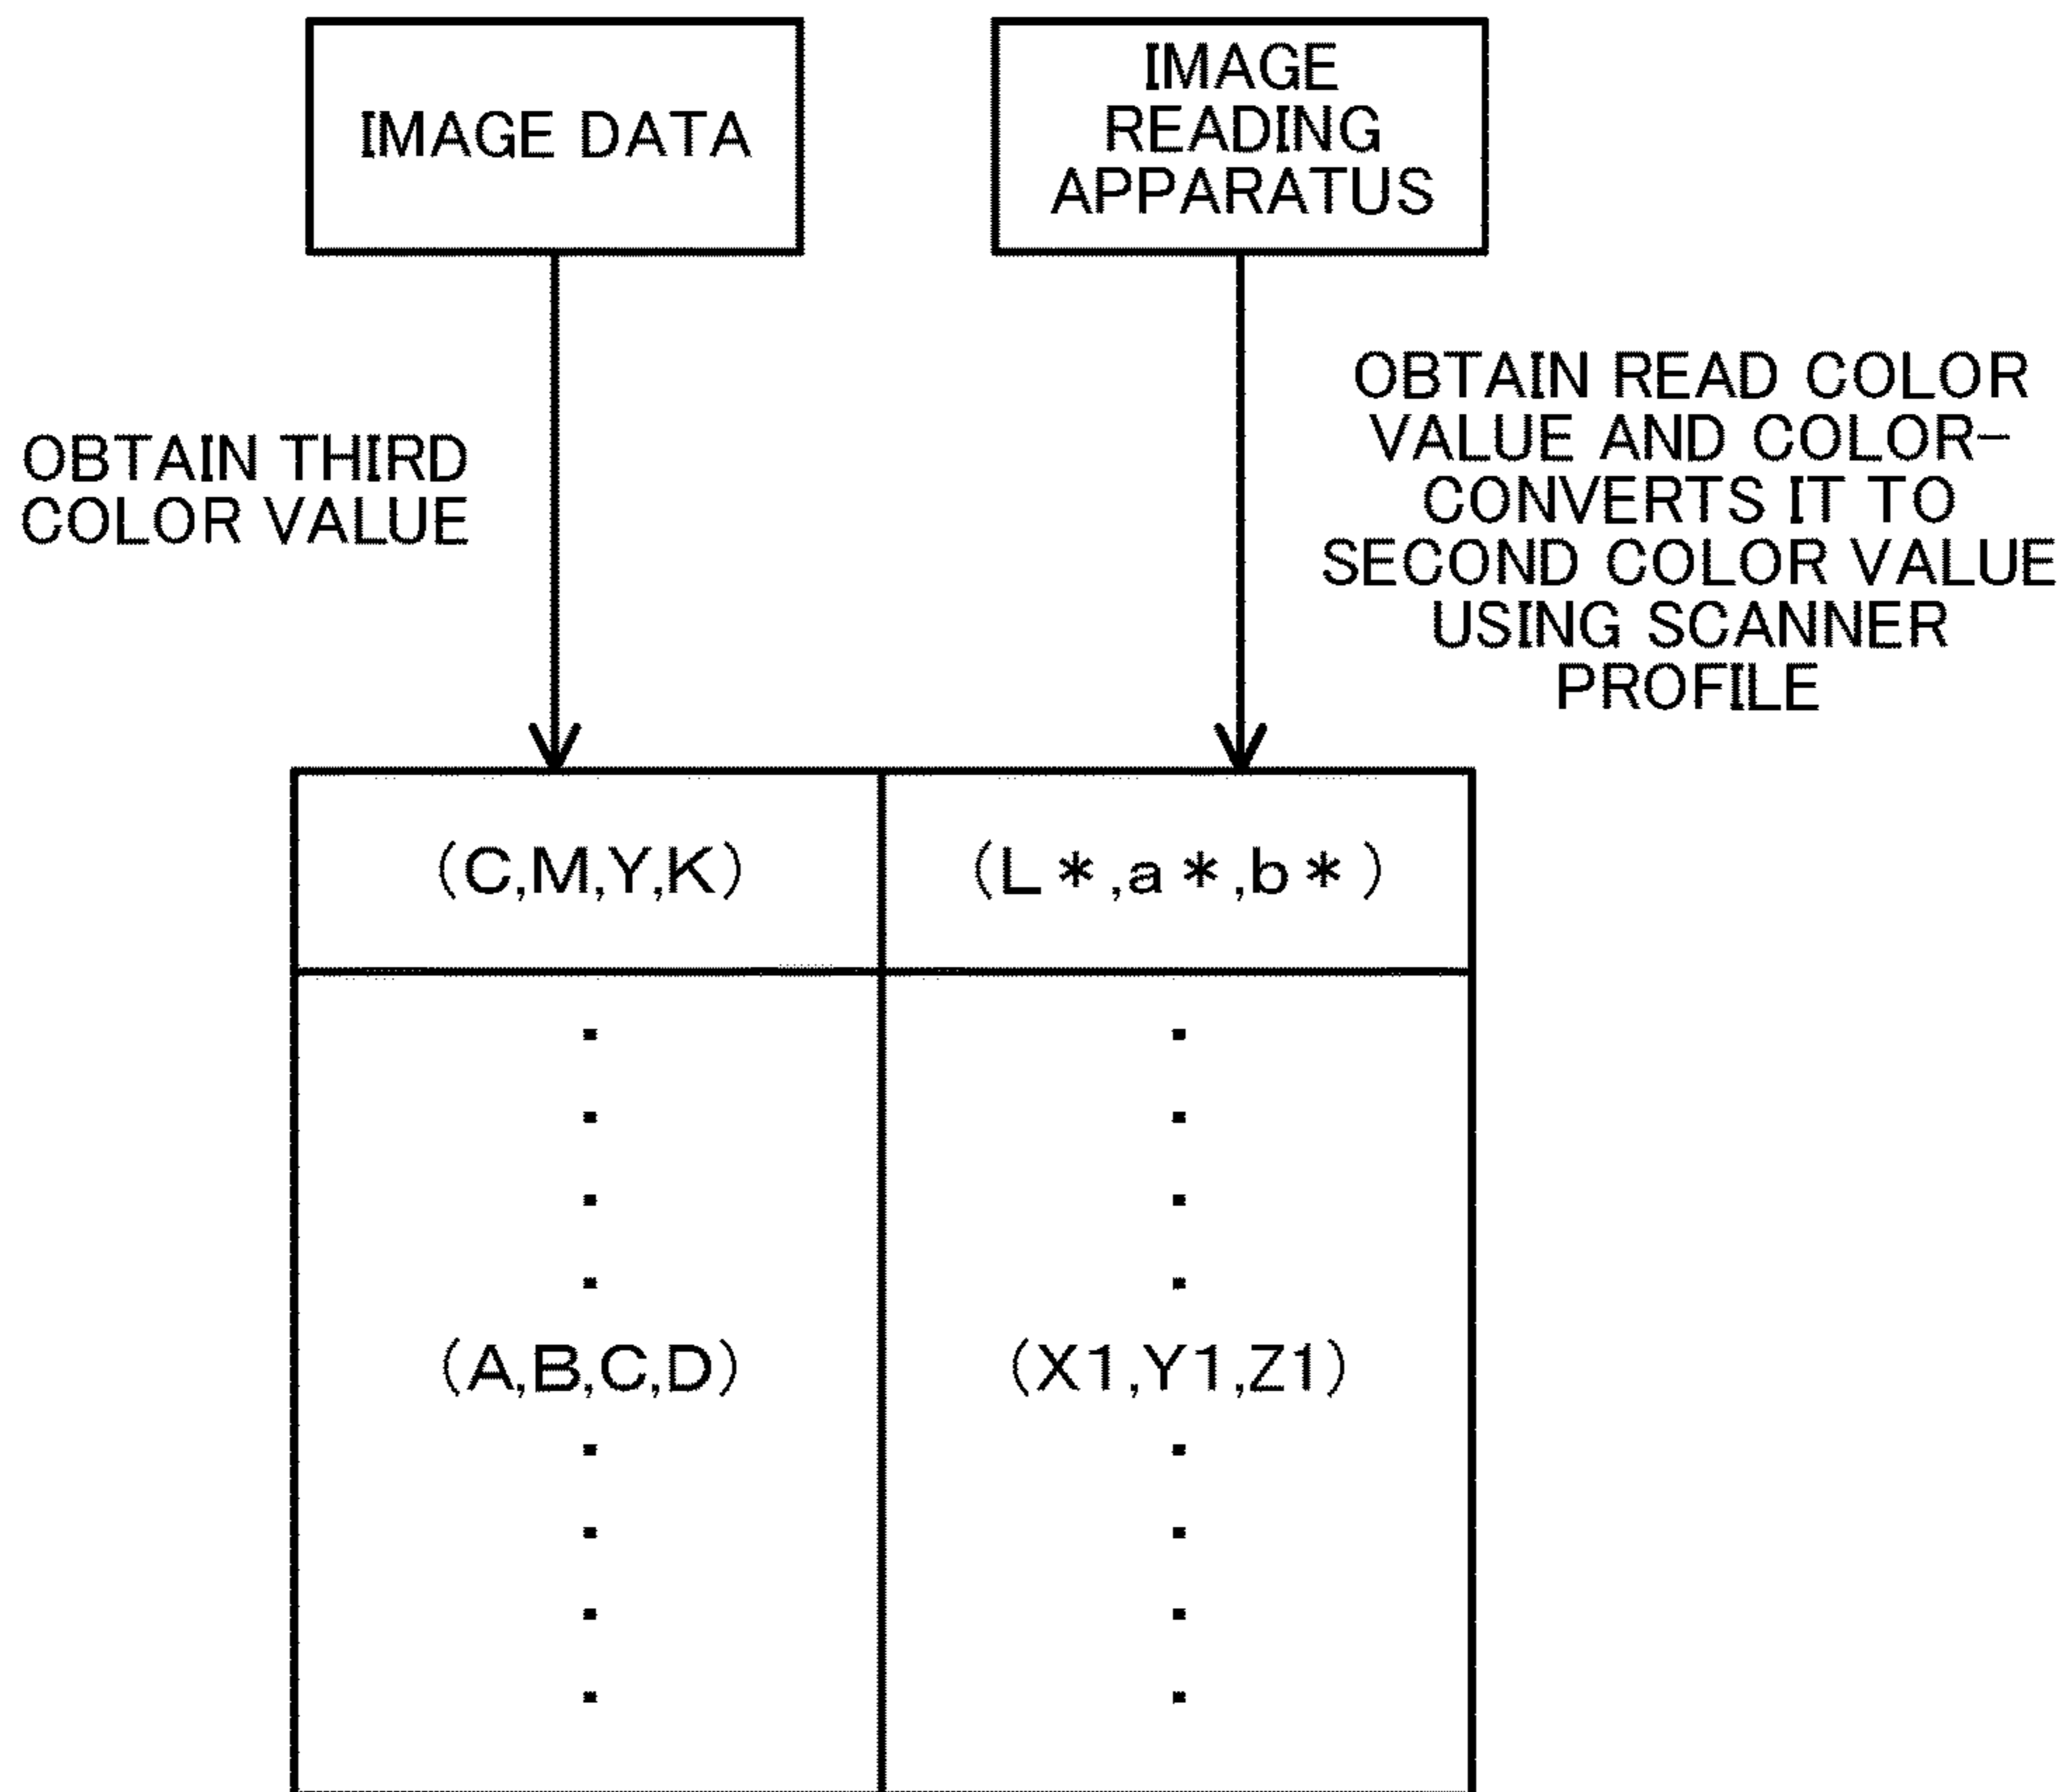 IMAGE DATA
IMAGE
READING
APPARATUS
OBTAIN THIRD
COLOR VALUE
OBTAIN READ COLOR
VALUE AND COLOR-
CONVERTS IT TO
SECOND COLOR VALUE
USING SCANNER
PROFILE
(C,M,Y,K)
(L*,a*,b*)
(A,B,C,D)
(X1,Y1,Z1)